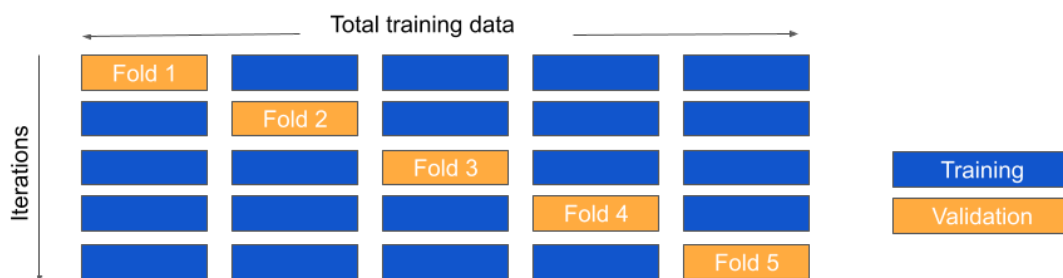 Total training data
Iterations
Fold 1
Fold 2
Fold 3
Fold 4
Fold 5
Training
Validation